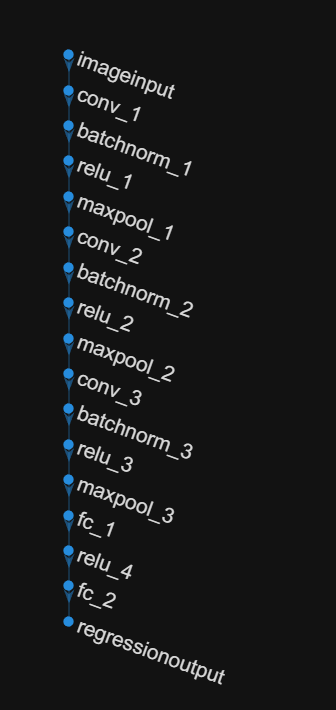 imageinput
conv_1
batchnorm_1
relu_1
maxpool_1
conv_2
batchnorm_2
relu_2
maxpool_2
conv_3
batchnorm_3
relu_3
maxpool_3
fc_1
relu_4
fc_2
regressionoutput